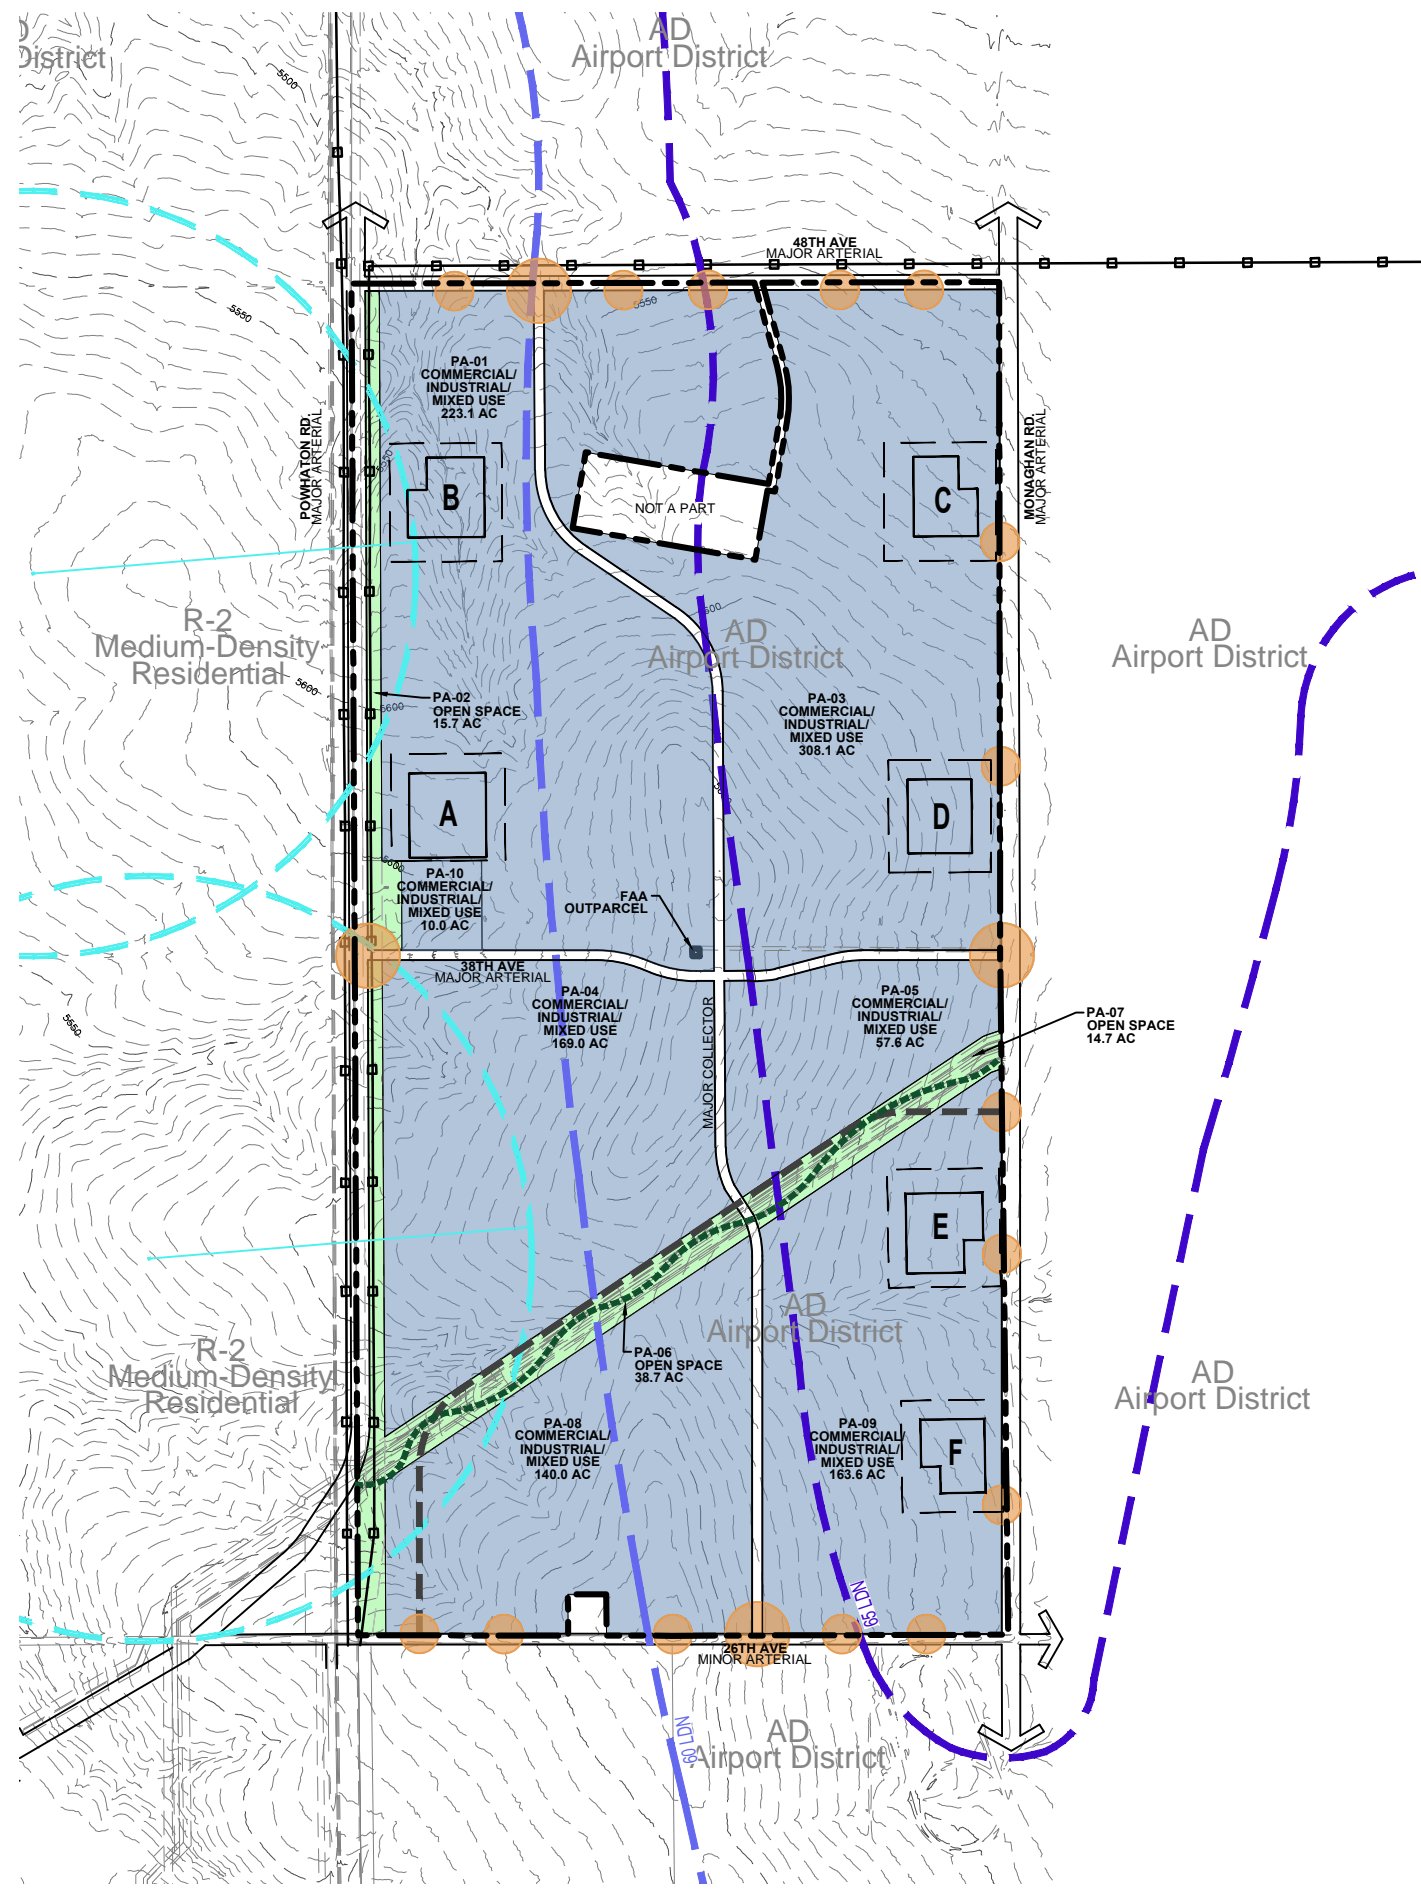 District
AD
Airport District
5500
5550
48TH AVE
MAJOR ARTERIAL
5550
PA-01
COMMERCIAL/
INDUSTRIAL/
MIXED USE
223.1 AC
POWHATON RD.
MAJOR ARTERIAL
MONAGHAN RD.
MAJOR ARTERIAL
5550
B
C
NOT A PART
5600
R-2
Medium-Density
Residential
AD
Airport District
AD
Airport District
5600
PA-02
OPEN SPACE
15.7 AC
5600
PA-03
COMMERCIAL/
INDUSTRIAL/
MIXED USE
308.1 AC
A
D
5600
PA-10
COMMERCIAL/
INDUSTRIAL/
MIXED USE
10.0 AC
FAA
OUTPARCEL
38TH AVE
MAJOR ARTERIAL
PA-04
COMMERCIAL/
INDUSTRIAL/
MIXED USE
169.0 AC
PA-05
COMMERCIAL/
INDUSTRIAL/
MIXED USE
57.6 AC
5650
MAJOR COLLECTOR
PA-07
OPEN SPACE
14.7 AC
E
AD
Airport District
R-2
Medium-Density
Residential
PA-06
OPEN SPACE
38.7 AC
AD
Airport District
PA-08
COMMERCIAL/
INDUSTRIAL/
MIXED USE
140.0 AC
PA-09
COMMERCIAL/
INDUSTRIAL/
MIXED USE
163.6 AC
F
65 LDN
26TH AVE
MINOR ARTERIAL
60 LDN
AD
Airport District